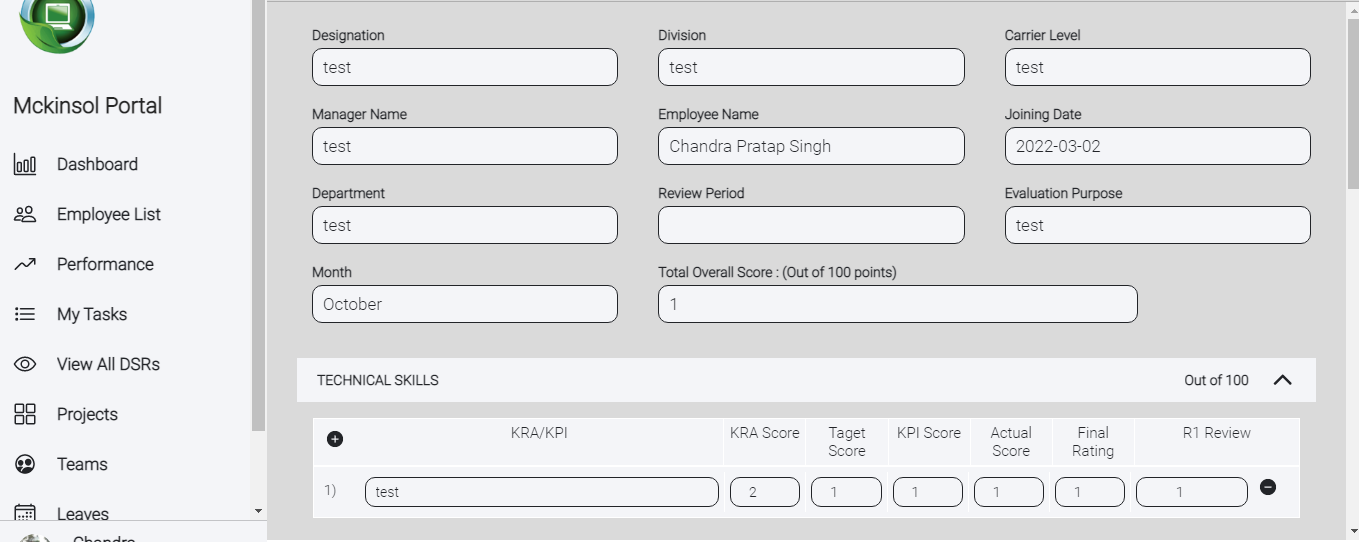 Mckinsol Portal
Dashboard
Employee List
Performance
My Tasks
View All DSRs
Projects
Teams
Leaves
Chandra
Designation
Division
Carrier Level
test
test
test
Manager Name
Employee Name
Joining Date
test
Chandra Pratap Singh
2022-03-02
Department
Review Period
Evaluation Purpose
test
test
Month
Total Overall Score : (Out of 100 points)
October
1
TECHNICAL SKILLS
Out of 100
KRA/KPI
KRA Score
Taget
Score
KPI Score
Actual
Score
Final
Rating
R1 Review
1)
test
2
1
1
1
1
1